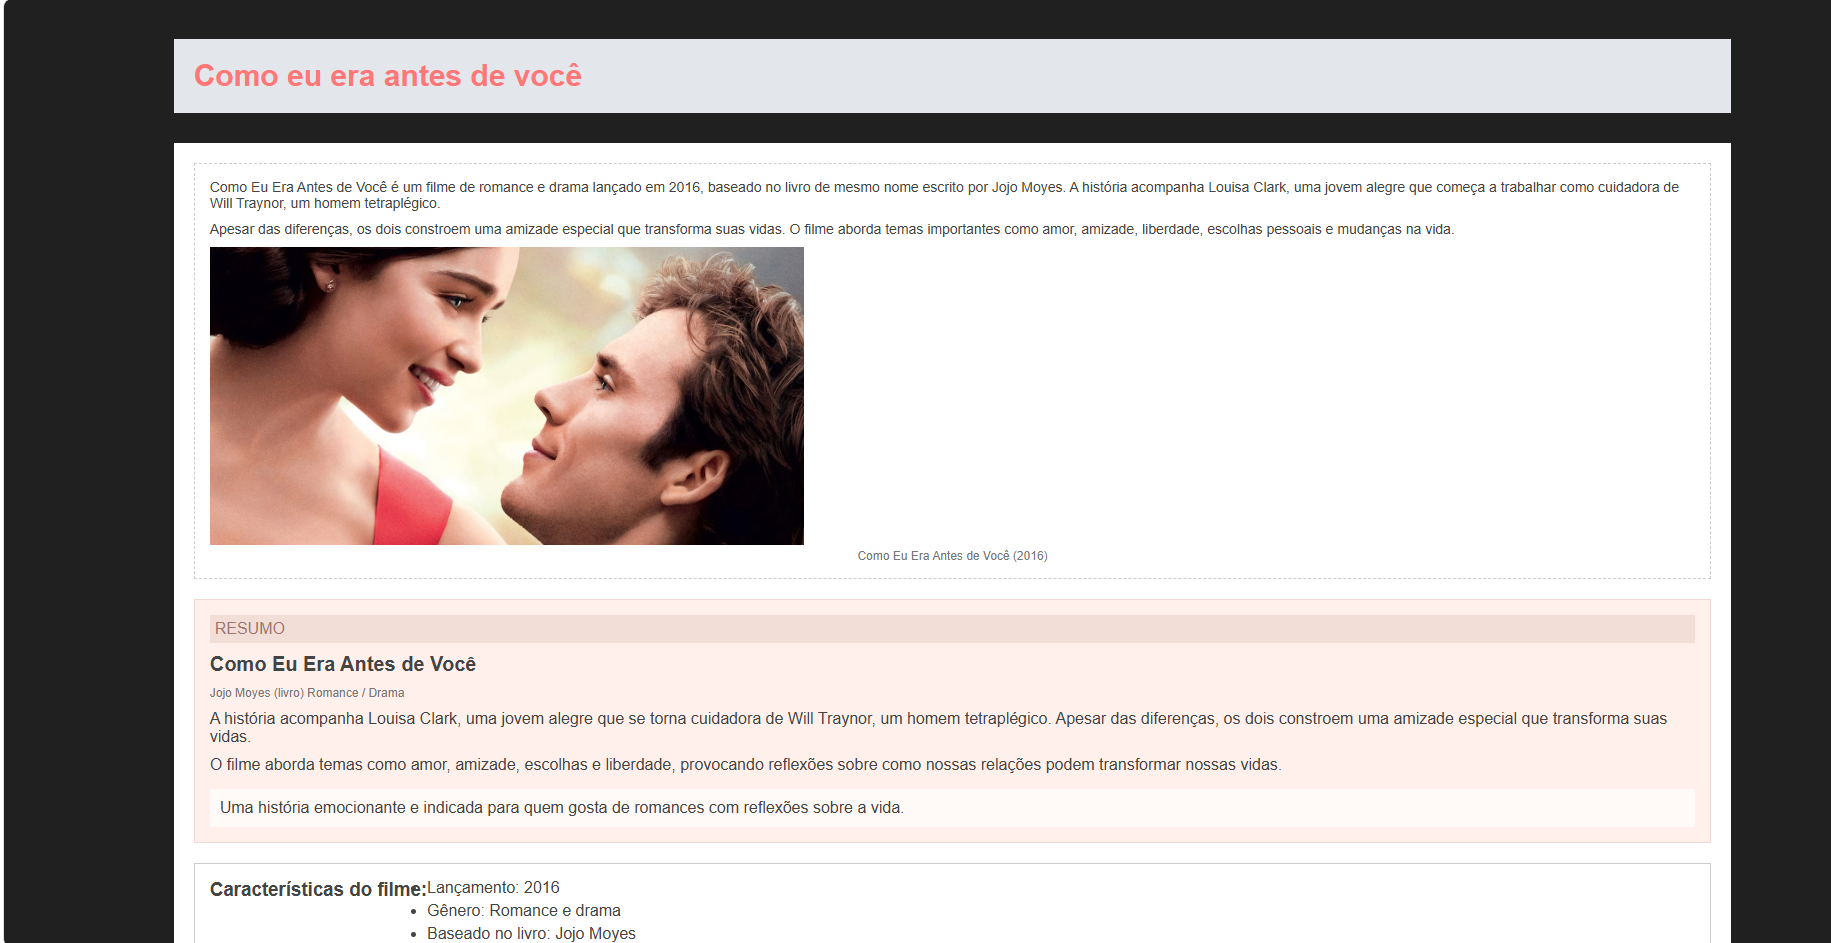 Como eu era antes de você
Como Eu Era Antes de Você é um filme de romance e drama lançado em 2016, baseado no livro de mesmo nome escrito por Jojo Moyes. A história acompanha Louisa Clark, uma jovem alegre que começa a trabalhar como cuidadora de
Will Traynor, um homem tetraplégico.
Apesar das diferenças, os dois constroem uma amizade especial que transforma suas vidas. O filme aborda temas importantes como amor, amizade, liberdade, escolhas pessoais e mudanças na vida.
Como Eu Era Antes de Você (2016)
RESUMO
Como Eu Era Antes de Você
Jojo Moyes (livro) Romance / Drama
A história acompanha Louisa Clark, uma jovem alegre que se torna cuidadora de Will Traynor, um homem tetraplégico. Apesar das diferenças, os dois constroem uma amizade especial que transforma suas
vidas.
O filme aborda temas como amor, amizade, escolhas e liberdade, provocando reflexões sobre como nossas relações podem transformar nossas vidas.
Uma história emocionante e indicada para quem gosta de romances com reflexões sobre a vida.
Características do filme:
Lançamento: 2016
• Gênero: Romance e drama
• Baseado no livro: Jojo Moyes